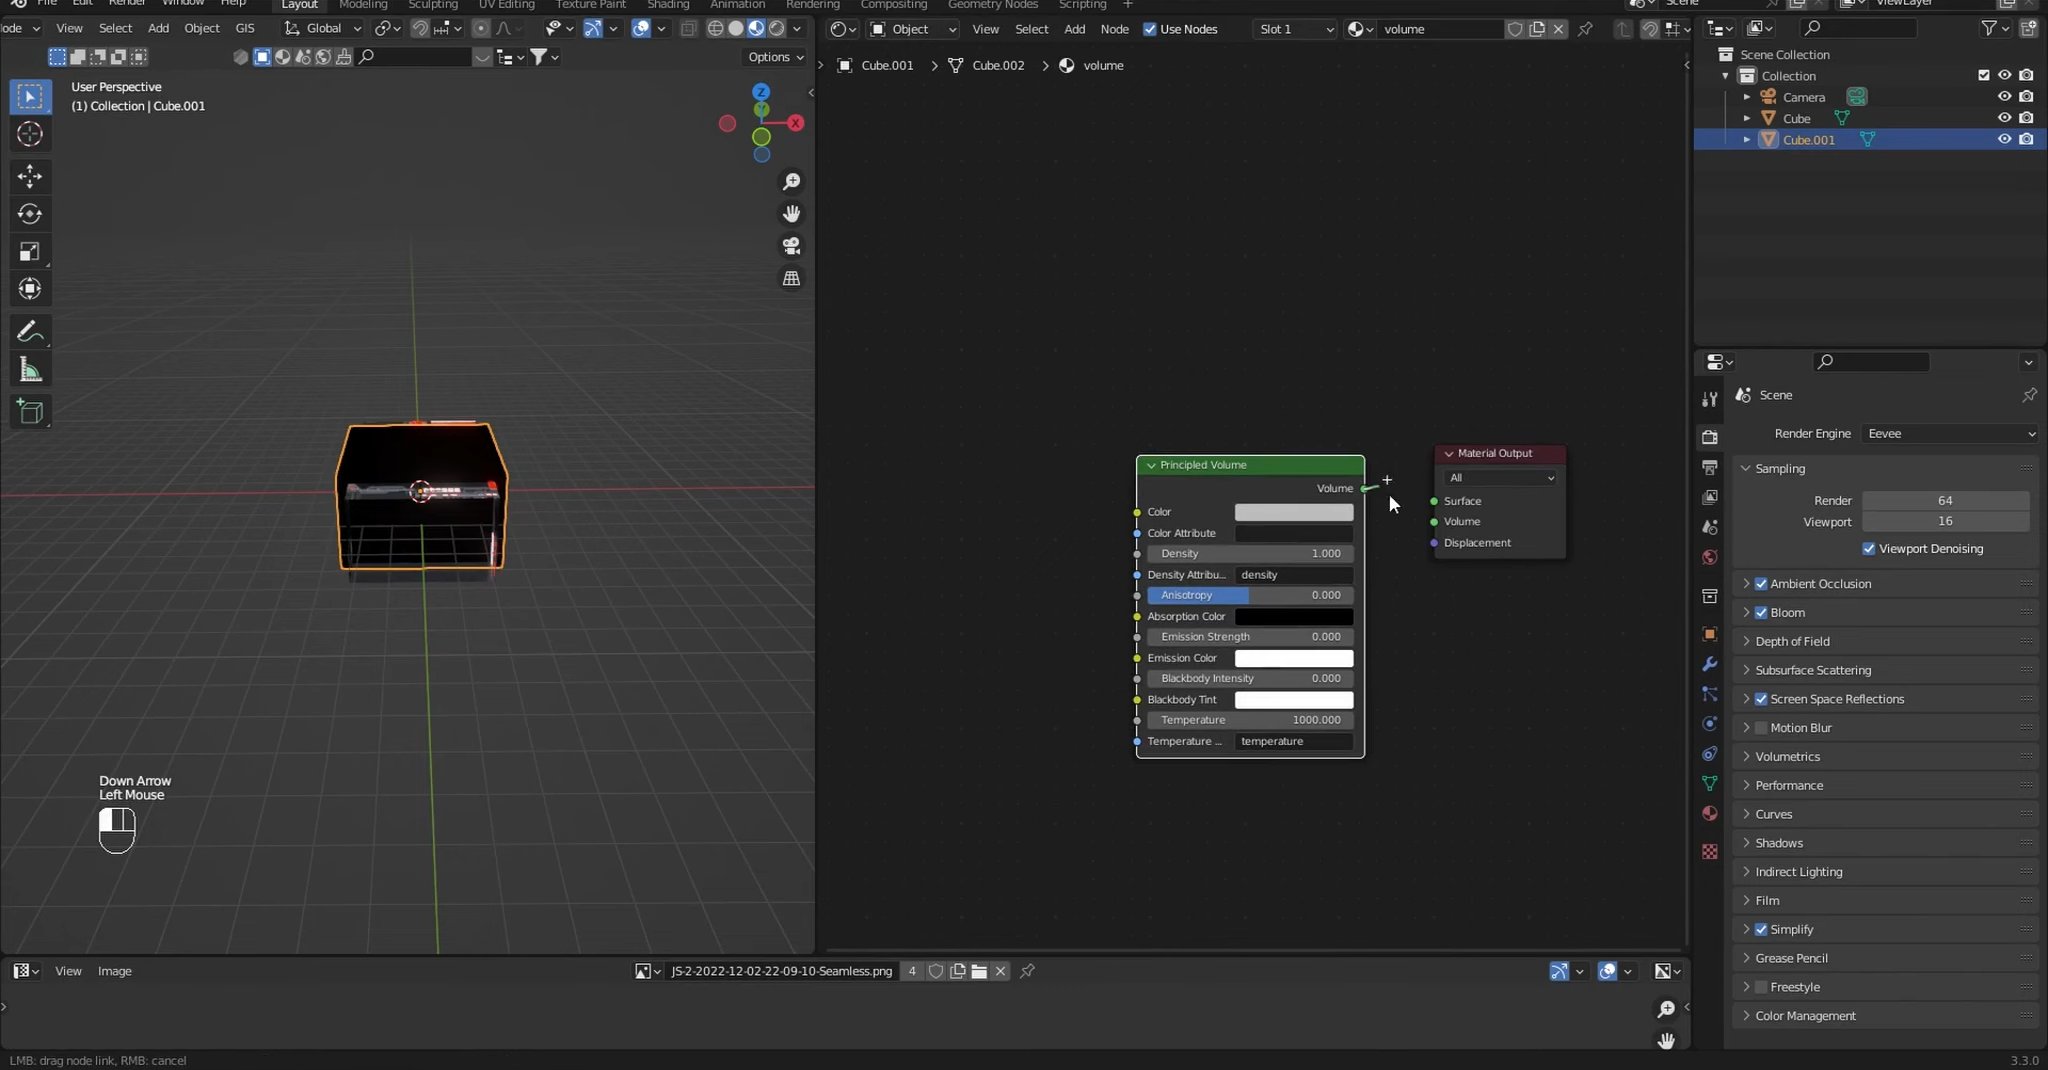 File Edit Render Window Help Layout Modeling Sculpting UV Editing Texture Paint Shading Animation Rendering Compositing Geometry Nodes Scripting + Scene ViewLayer
ode View Select Add Object GIS Global
Options
User Perspective
(1) Collection | Cube.001
Z
Y
X
Object View Select Add Node Use Nodes Slot 1 volume
Cube.001 > Cube.002 > volume
Principled Volume
Volume
Color
Color Attribute
Density 1.000
Density Attribu... density
Anisotropy 0.000
Absorption Color
Emission Strength 0.000
Emission Color
Blackbody Intensity 0.000
Blackbody Tint
Temperature 1000.000
Temperature ... temperature
Material Output
All
Surface
Volume
Displacement
Scene Collection
Collection
Camera
Cube
Cube.001
Scene
Render Engine Eevee
Sampling
Render 64
Viewport 16
Viewport Denoising
Ambient Occlusion
Bloom
Depth of Field
Subsurface Scattering
Screen Space Reflections
Motion Blur
Volumetrics
Performance
Curves
Shadows
Indirect Lighting
Film
Simplify
Grease Pencil
Freestyle
Color Management
Down Arrow
Left Mouse
View Image JS-2-2022-12-02-22-09-10-Seamless.png 4
LMB: drag node link, RMB: cancel
3.3.0